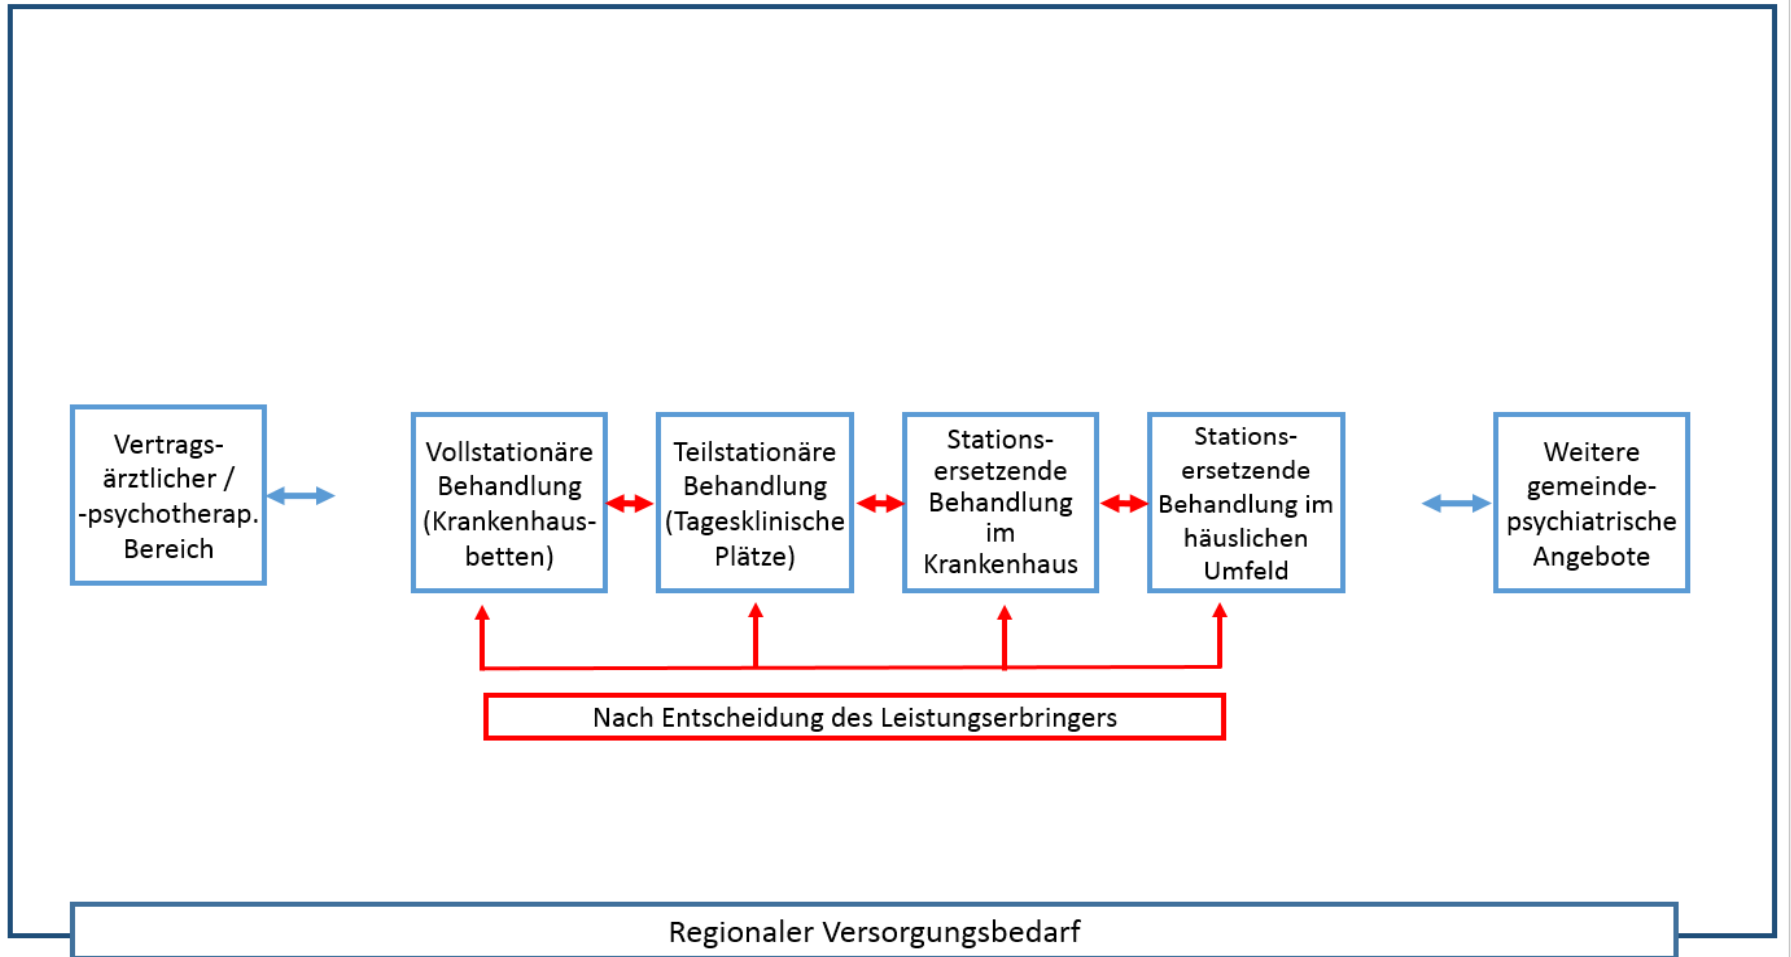 Vertrags-
ärztlicher /
-psychotherap.
Bereich
Vollstationäre
Behandlung
(Krankenhaus-
betten)
Teilstationäre
Behandlung
(Tagesklinische
Plätze)
Stations-
ersetzende
Behandlung
im
Krankenhaus
Stations-
ersetzende
Behandlung im
häuslichen
Umfeld
Weitere
gemeinde-
psychiatrische
Angebote
Nach Entscheidung des Leistungserbringers
Regionaler Versorgungsbedarf